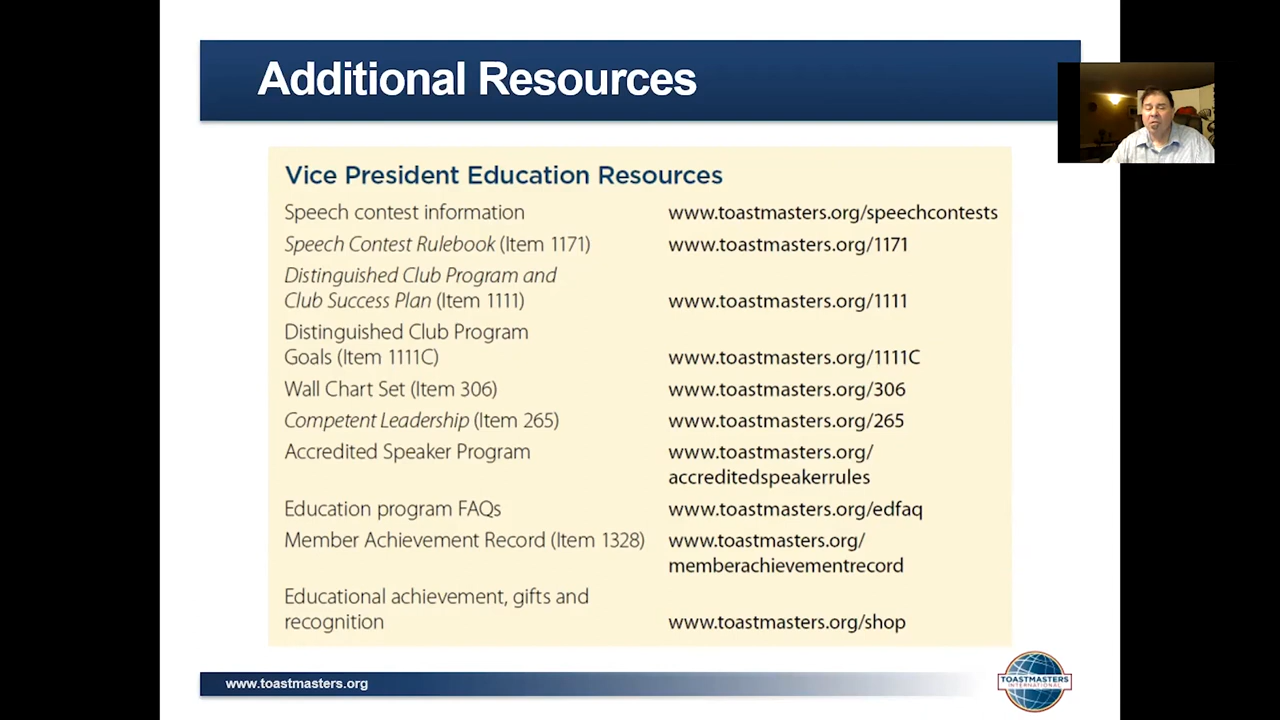 Additional Resources
Vice President Education Resources
Speech contest information www.toastmasters.org/speechcontests
Speech Contest Rulebook (Item 1171) www.toastmasters.org/1171
Distinguished Club Program and
Club Success Plan (Item 1111) www.toastmasters.org/1111
Distinguished Club Program
Goals (Item 1111C) www.toastmasters.org/1111C
Wall Chart Set (Item 306) www.toastmasters.org/306
Competent Leadership (Item 265) www.toastmasters.org/265
Accredited Speaker Program www.toastmasters.org/
accreditedspeakerrules
Education program FAQs www.toastmasters.org/edfaq
Member Achievement Record (Item 1328) www.toastmasters.org/
memberachievementrecord
Educational achievement, gifts and
recognition www.toastmasters.org/shop
www.toastmasters.org
TOASTMASTERS
INTERNATIONAL